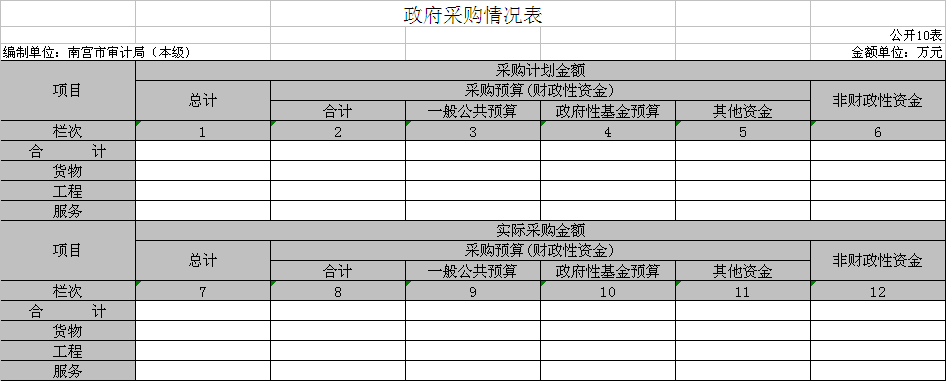 政府采购情况表
公开10表
编制单位：南宫市审计局（本级） 金额单位：万元
项目 采购计划金额
总计 采购预算(财政性资金) 非财政性资金
合计 一般公共预算 政府性基金预算 其他资金
栏次 1 2 3 4 5 6
合 计
货物
工程
服务
项目 实际采购金额
总计 采购预算(财政性资金) 非财政性资金
合计 一般公共预算 政府性基金预算 其他资金
栏次 7 8 9 10 11 12
合 计
货物
工程
服务